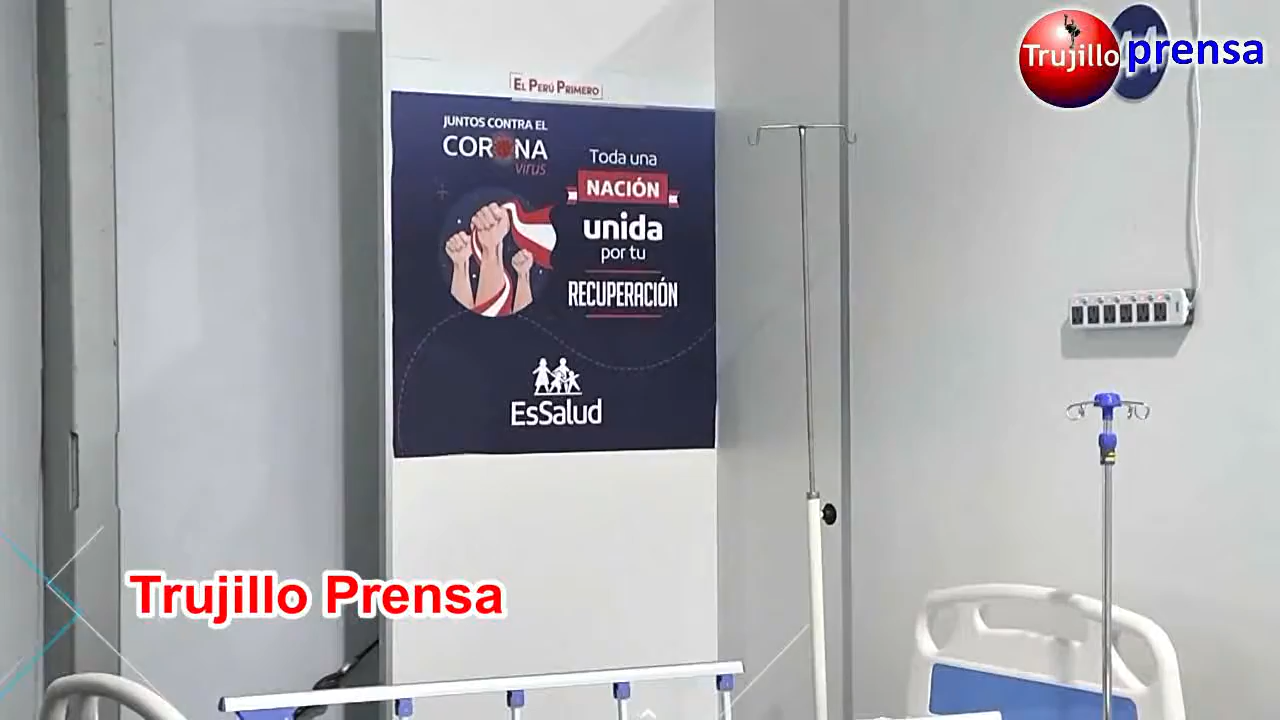 Trujillo prensa
EL PERÚ PRIMERO
JUNTOS CONTRA EL
CORONA
virus
Toda una
NACIÓN
unida
por tu
RECUPERACIÓN
EsSalud
Trujillo Prensa